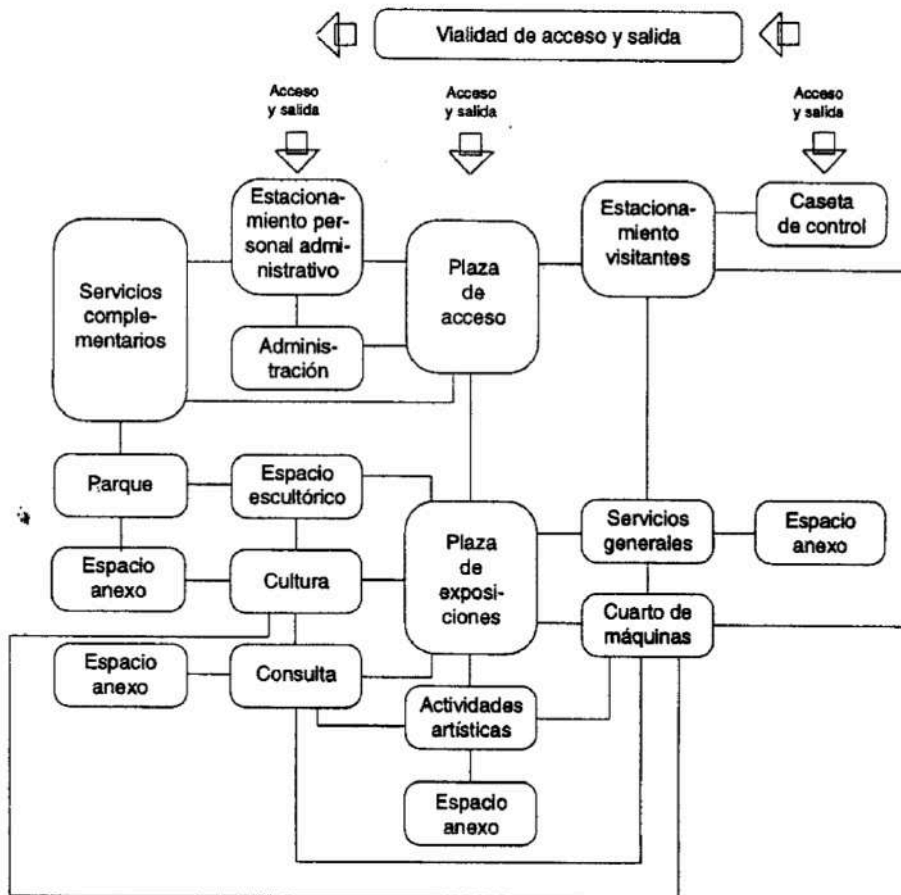 Vialidad de acceso y salida
Acceso
y salida
Acceso
y salida
Acceso
y salida
Estaciona-
miento per-
sonal admi-
nistrativo
Plaza
de
acceso
Estaciona-
miento
visitantes
Caseta
de control
Servicios
comple-
mentarios
Adminis-
tración
Parque
Espacio
escultórico
Plaza
de
exposi-
ciones
Servicios
generales
Espacio
anexo
Espacio
anexo
Cultura
Cuarto de
máquinas
Espacio
anexo
Consulta
Actividades
artísticas
Espacio
anexo